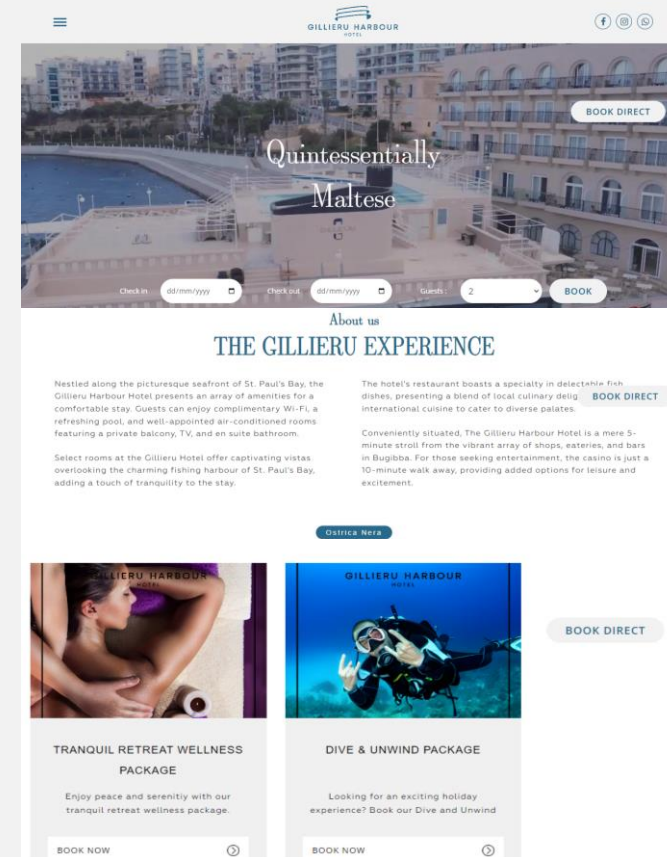 GILLIERU HARBOUR
HOTEL
BOOK DIRECT
Quintessentially
Maltese
Check in
dd/mm/yyyy
Check out
dd/mm/yyyy
Guests :
2
BOOK
About us
THE GILLIERU EXPERIENCE
Nestled along the picturesque seafront of St. Paul's Bay, the
Gillieru Harbour Hotel presents an array of amenities for a
comfortable stay. Guests can enjoy complimentary Wi-Fi, a
refreshing pool, and well-appointed air-conditioned rooms
featuring a private balcony, TV, and en suite bathroom.
Select rooms at the Gillieru Hotel offer captivating vistas
overlooking the charming fishing harbour of St. Paul's Bay,
adding a touch of tranquility to the stay.
The hotel's restaurant boasts a specialty in delectable fish
dishes, presenting a blend of local culinary delig
BOOK DIRECT
international cuisine to cater to diverse palates.
Conveniently situated, The Gillieru Harbour Hotel is a mere 5-
minute stroll from the vibrant array of shops, eateries, and bars
in Bugibba. For those seeking entertainment, the casino is just a
10-minute walk away, providing added options for leisure and
excitement.
Ostrica Nera
GILLIERU HARBOUR
HOTEL
GILLIERU HARBOUR
HOTEL
BOOK DIRECT
TRANQUIL RETREAT WELLNESS
PACKAGE
Enjoy peace and serenitiy with our
tranquil retreat wellness package.
BOOK NOW
DIVE & UNWIND PACKAGE
Looking for an exciting holiday
experience? Book our Dive and Unwind
BOOK NOW